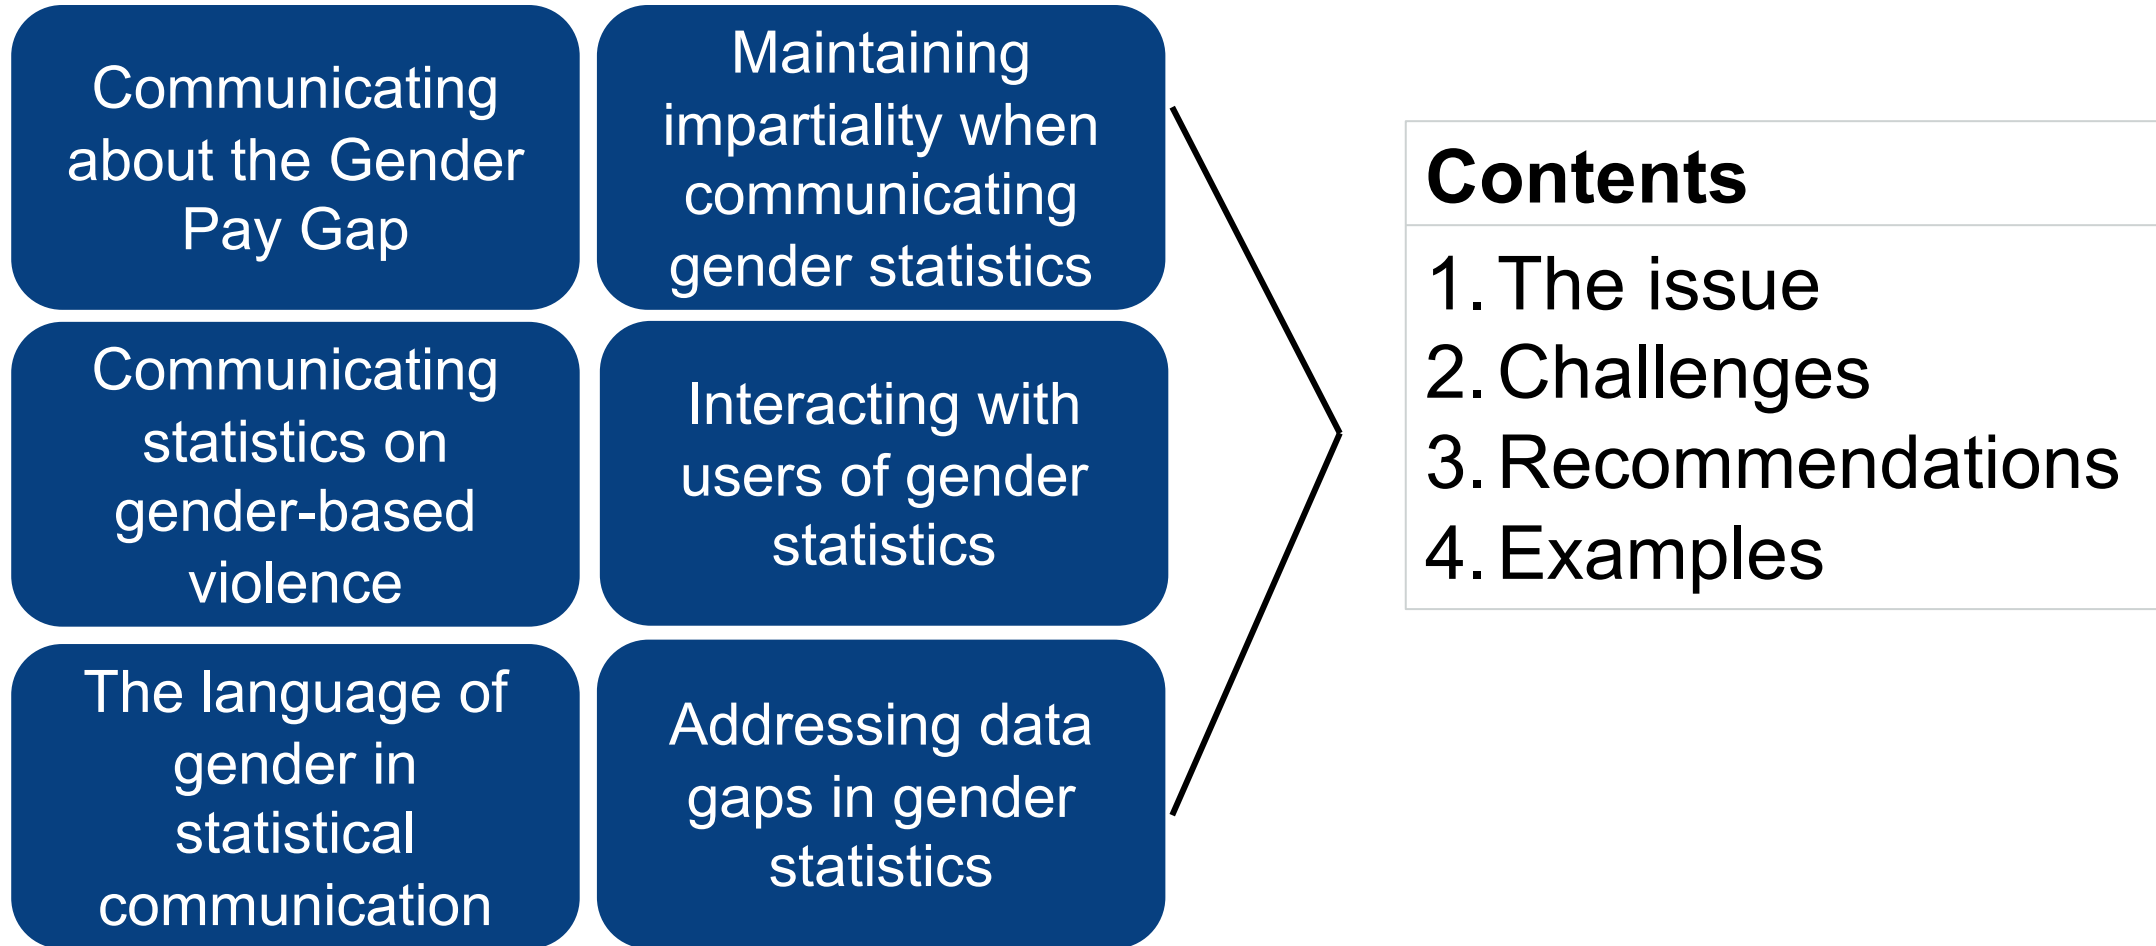 Communicating
about the Gender
Pay Gap
Maintaining
impartiality when
communicating
gender statistics
Communicating
statistics on
gender-based
violence
Interacting with
users of gender
statistics
The language of
gender in
statistical
communication
Addressing data
gaps in gender
statistics
Contents
1. The issue
2. Challenges
3. Recommendations
4. Examples